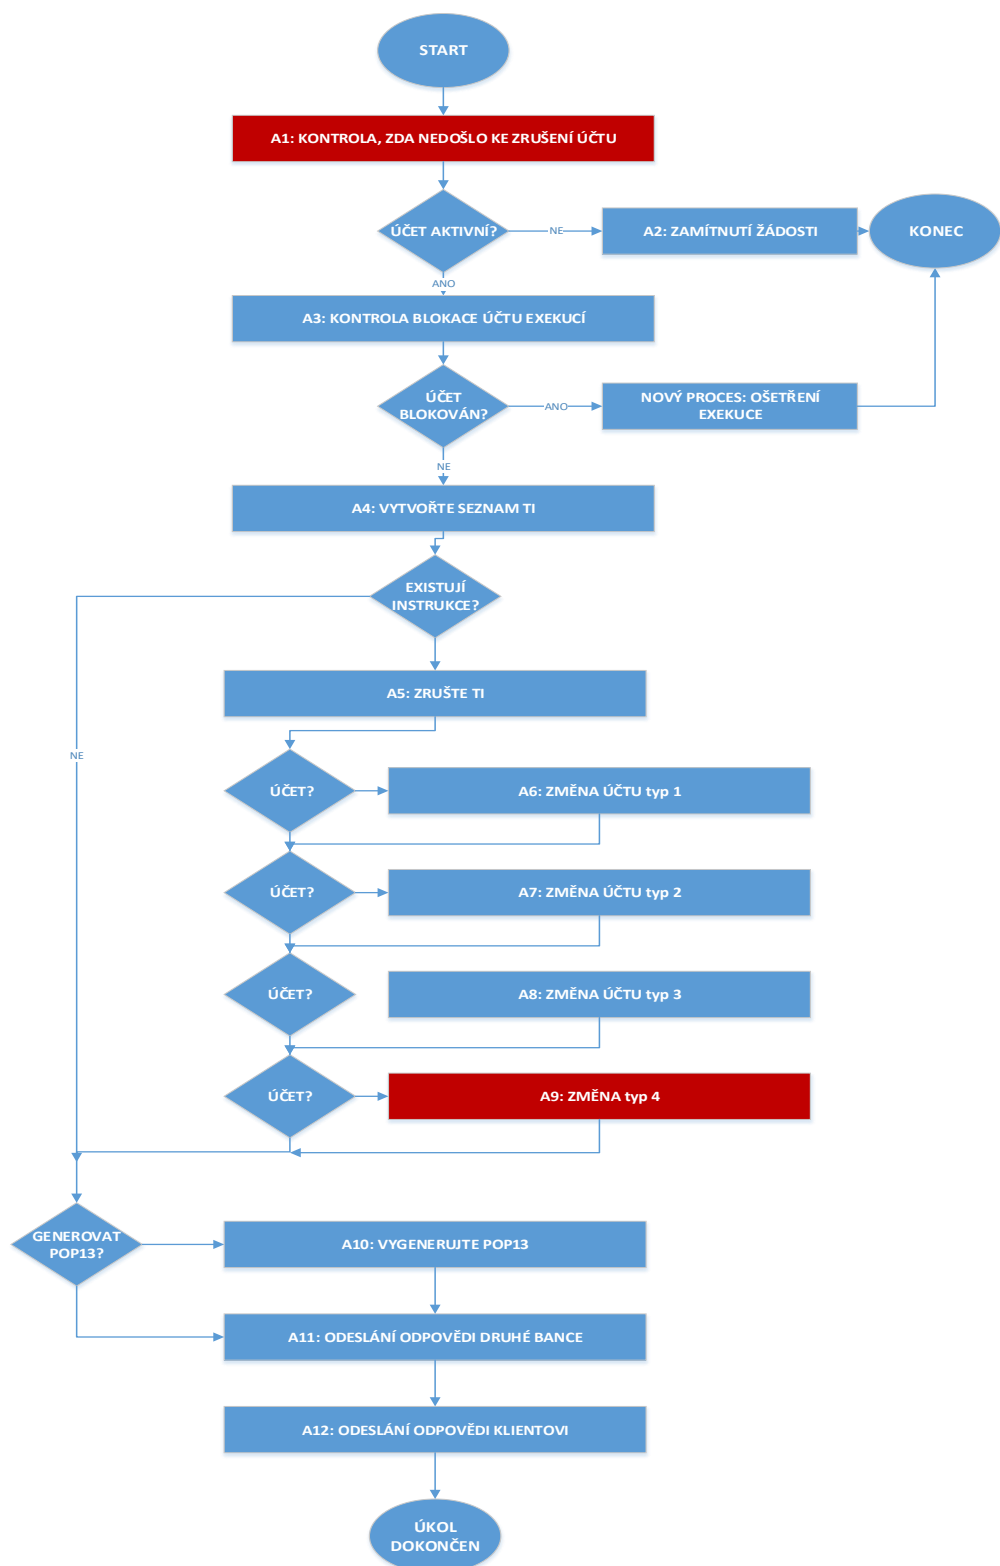 START
A1: KONTROLA, ZDA NEDOŠLO KE ZRUŠENÍ ÚČTU
ÚČET AKTIVNÍ?
NE
A2: ZAMÍTNUTÍ ŽÁDOSTI
KONEC
ANO
A3: KONTROLA BLOKACE ÚČTU EXEKUCÍ
ÚČET
BLOKOVÁN?
ANO
NOVÝ PROCES: OŠETŘENÍ
EXEKUCE
NE
A4: VYTVOŘTE SEZNAM TI
EXISTUJÍ
INSTRUKCE?
A5: ZRUŠTE TI
NE
ÚČET?
A6: ZMĚNA ÚČTU typ 1
ÚČET?
A7: ZMĚNA ÚČTU typ 2
ÚČET?
A8: ZMĚNA ÚČTU typ 3
ÚČET?
A9: ZMĚNA typ 4
GENEROVAT
POP13?
A10: VYGENERUJTE POP13
A11: ODESLÁNÍ ODPOVĚDI DRUHÉ BANCE
A12: ODESLÁNÍ ODPOVĚDI KLIENTOVI
ÚKOL
DOKONČEN